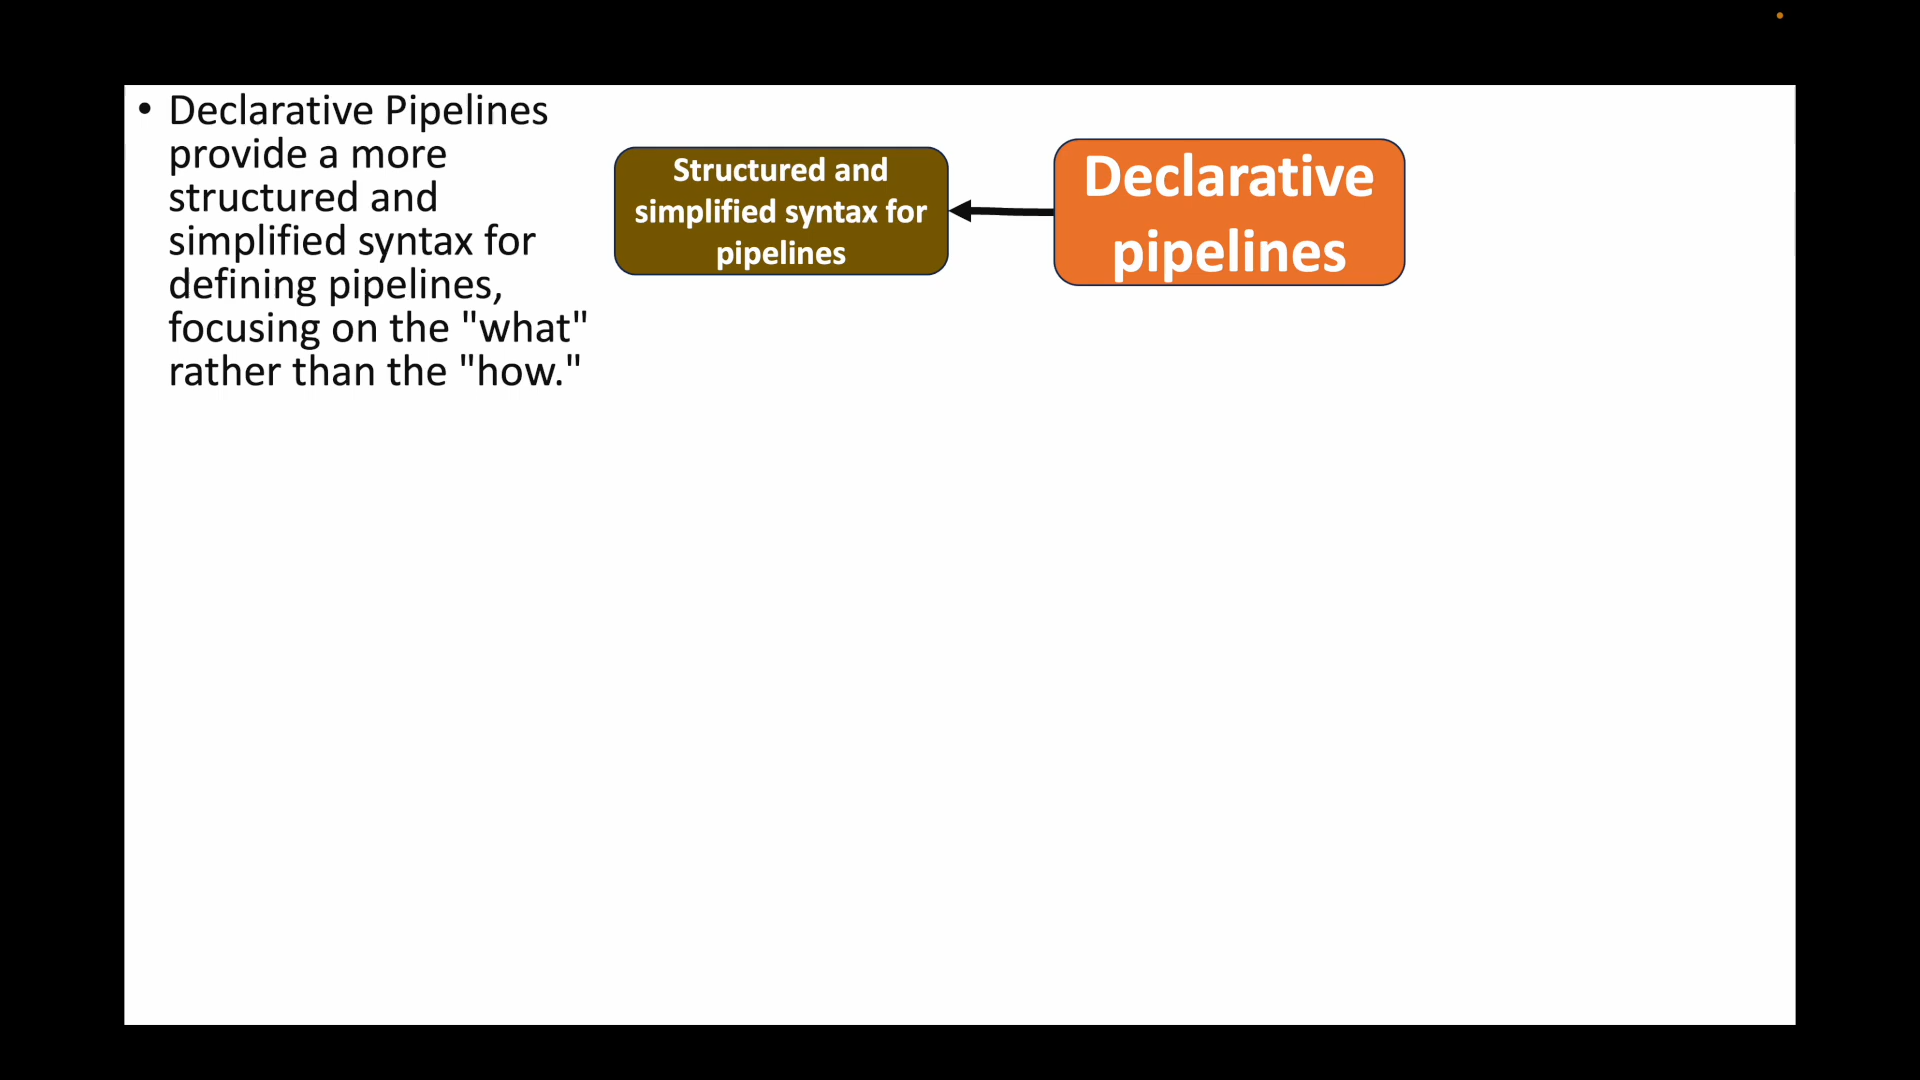 • Declarative Pipelines
provide a more
structured and
simplified syntax for
defining pipelines,
focusing on the "what"
rather than the "how."
Structured and
simplified syntax for
pipelines
Declarative
pipelines